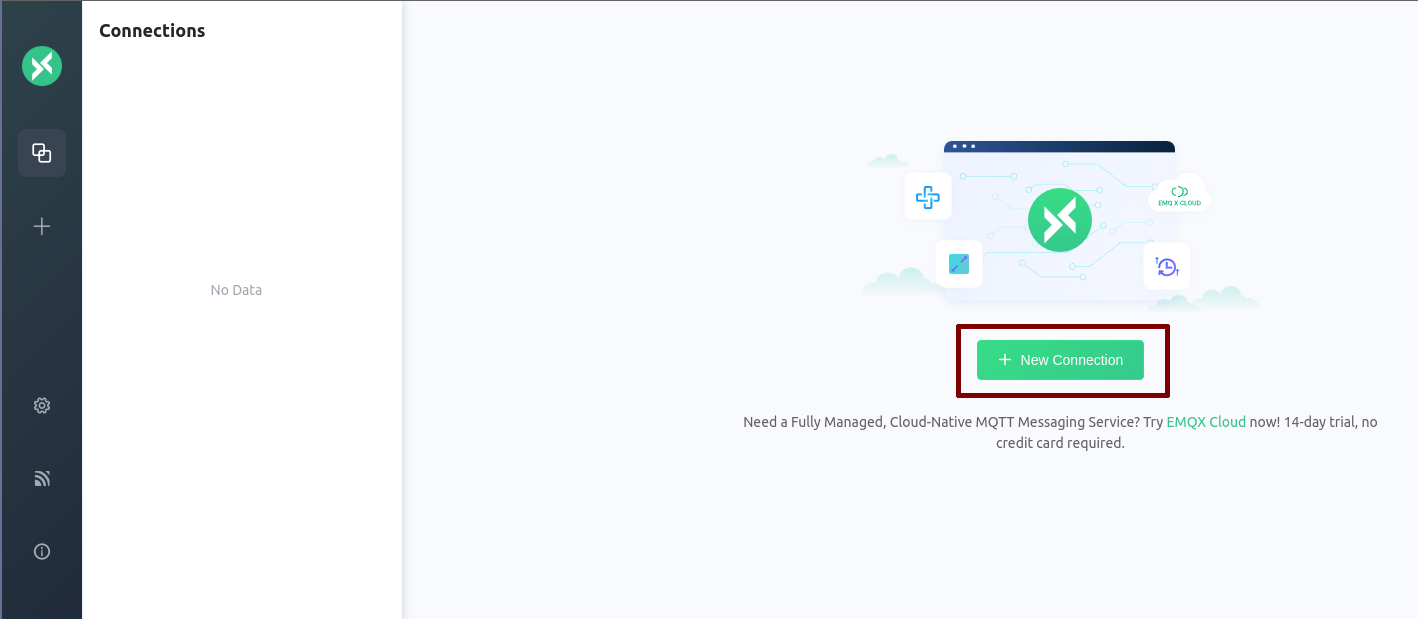 Connections
No Data
EMQ X CLOUD
New Connection
Need a Fully Managed, Cloud-Native MQTT Messaging Service? Try EMQX Cloud now! 14-day trial, no
credit card required.